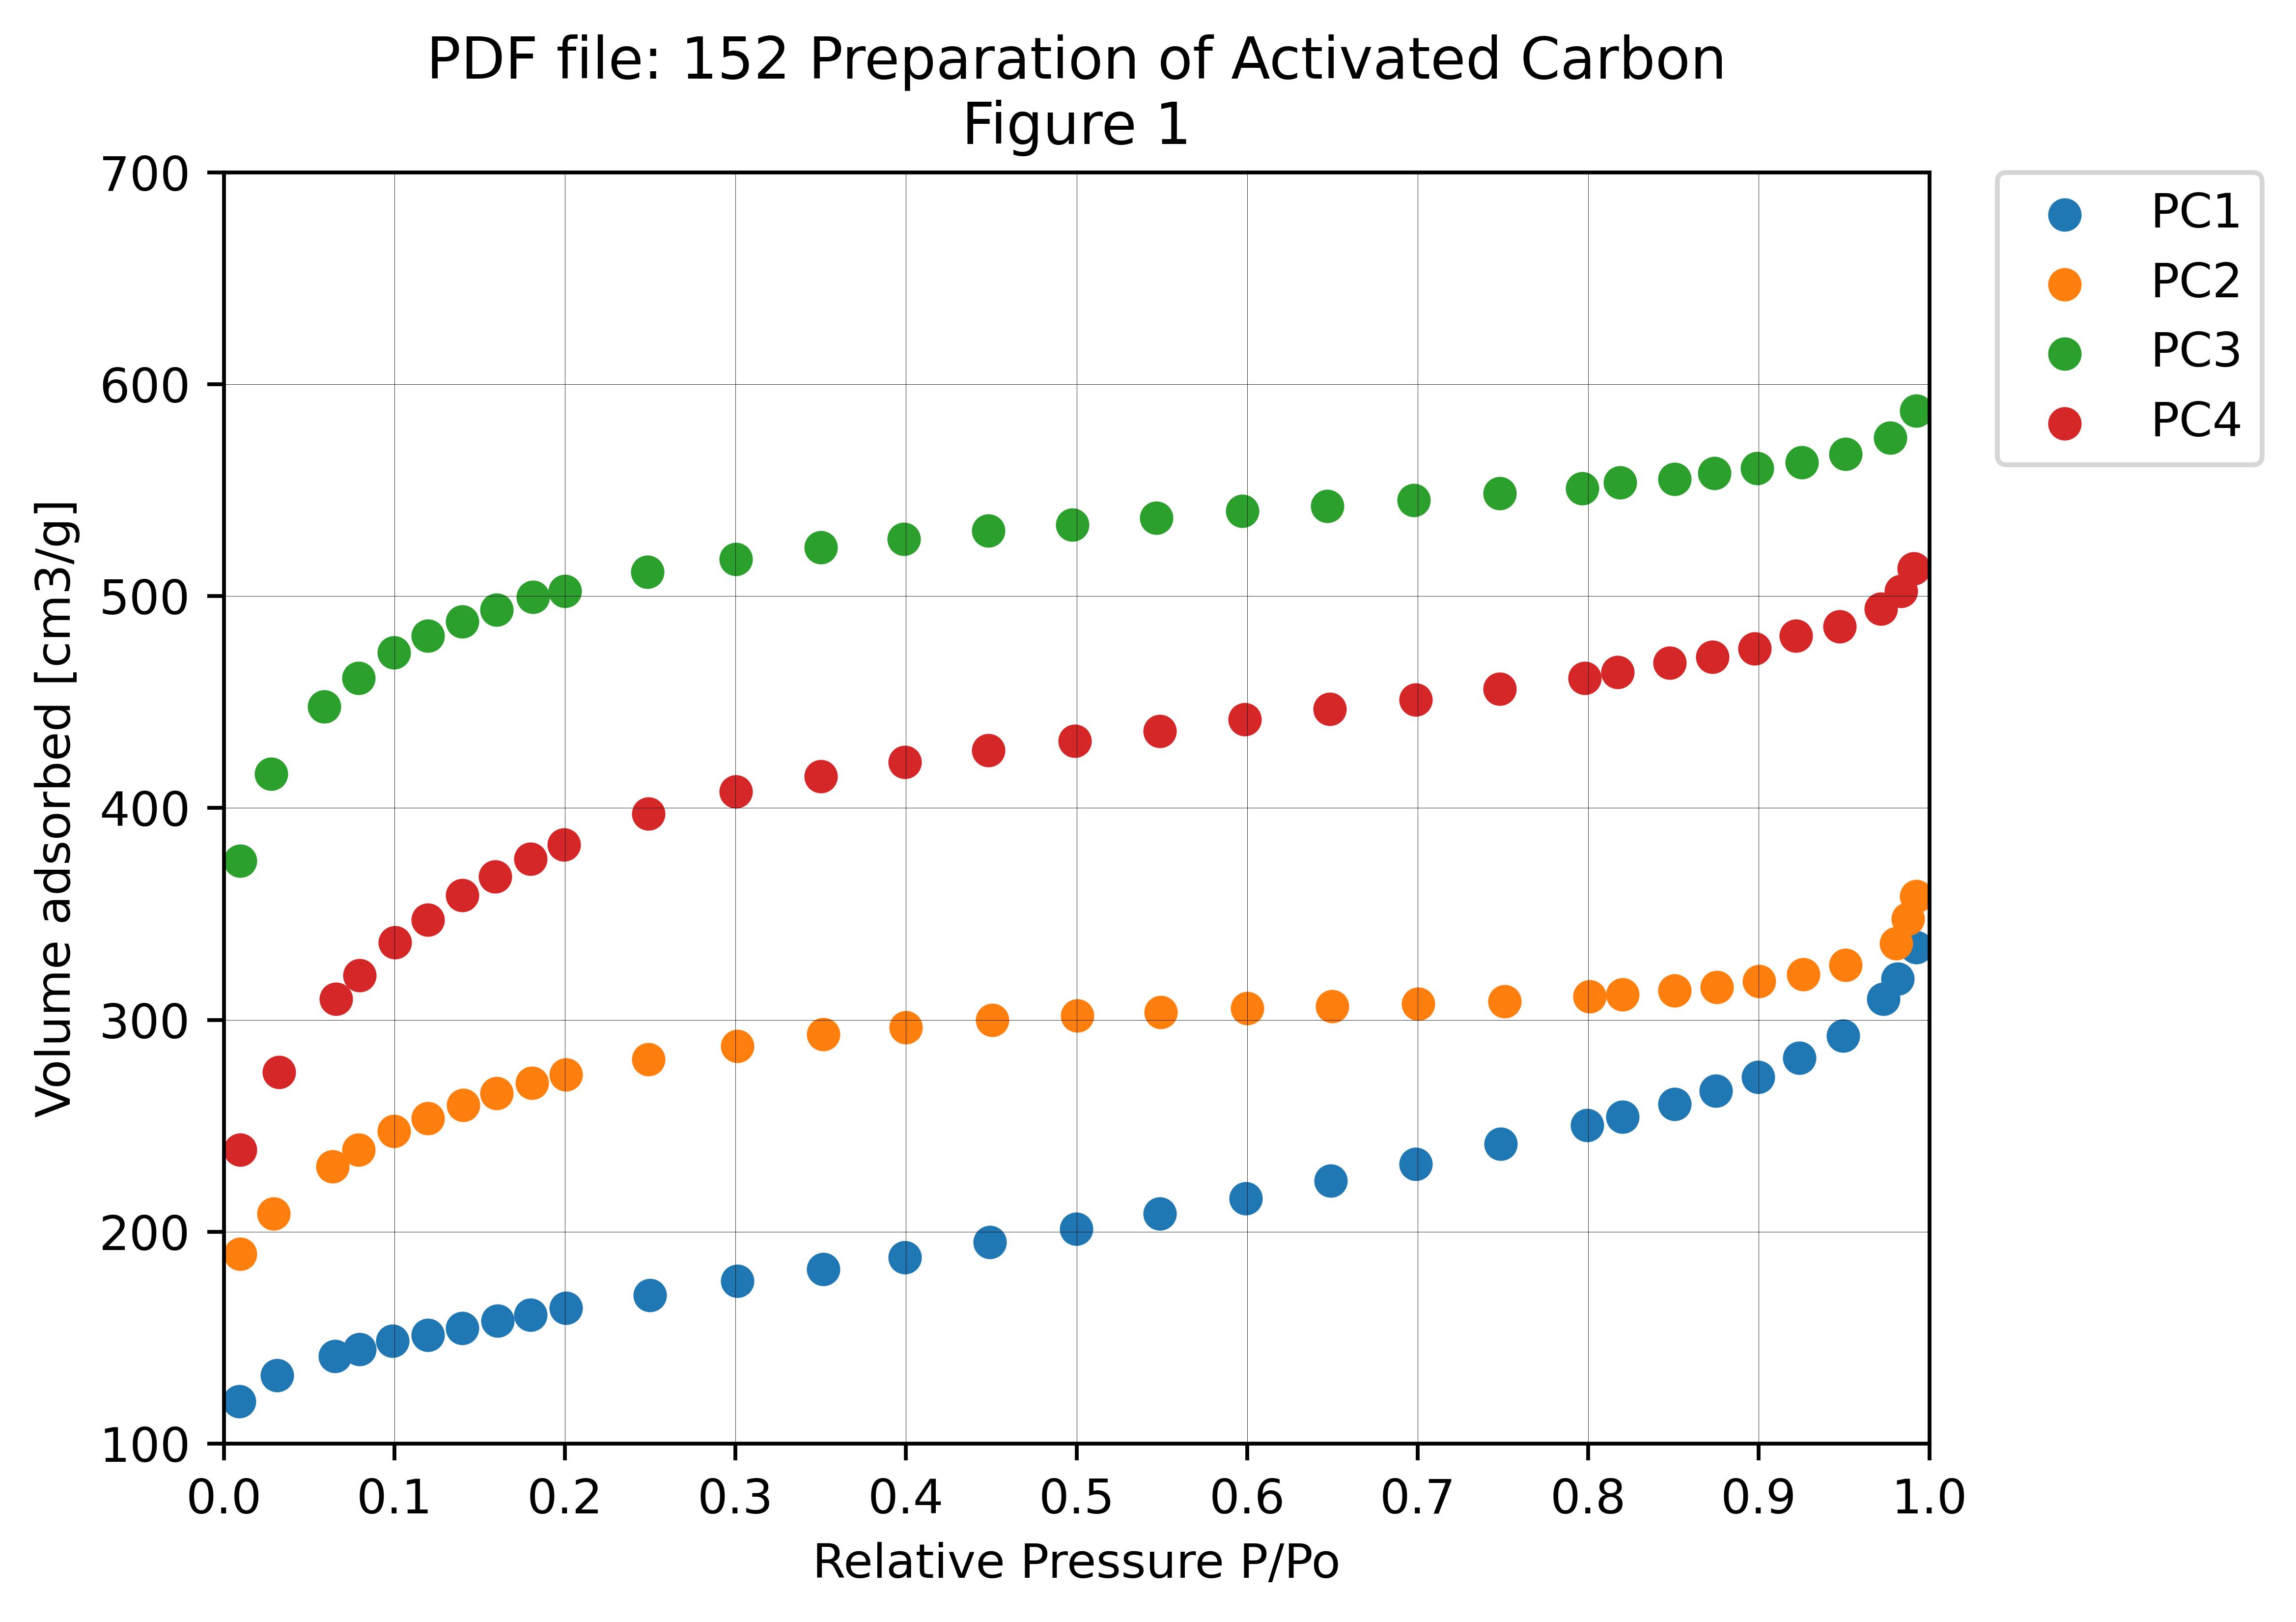 PDF file: 152 Preparation of Activated Carbon
Figure 1
700
600
500
400
300
200
100
Volume adsorbed [cm3/g]
0.0 0.1 0.2 0.3 0.4 0.5 0.6 0.7 0.8 0.9 1.0
Relative Pressure P/Po
PC1
PC2
PC3
PC4